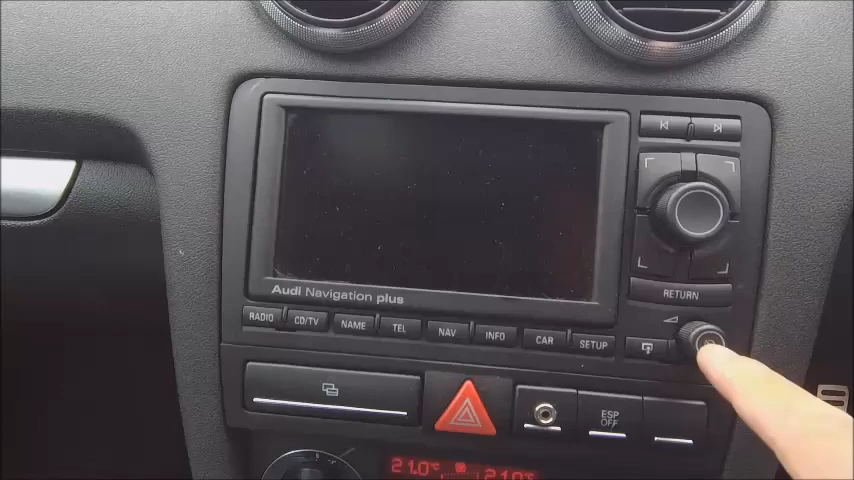 Audi Navigation plus
RETURN
RADIO CD/TV NAME TEL NAV INFO CAR SETUP
ESP
OFF
21.0°C 21.0°C